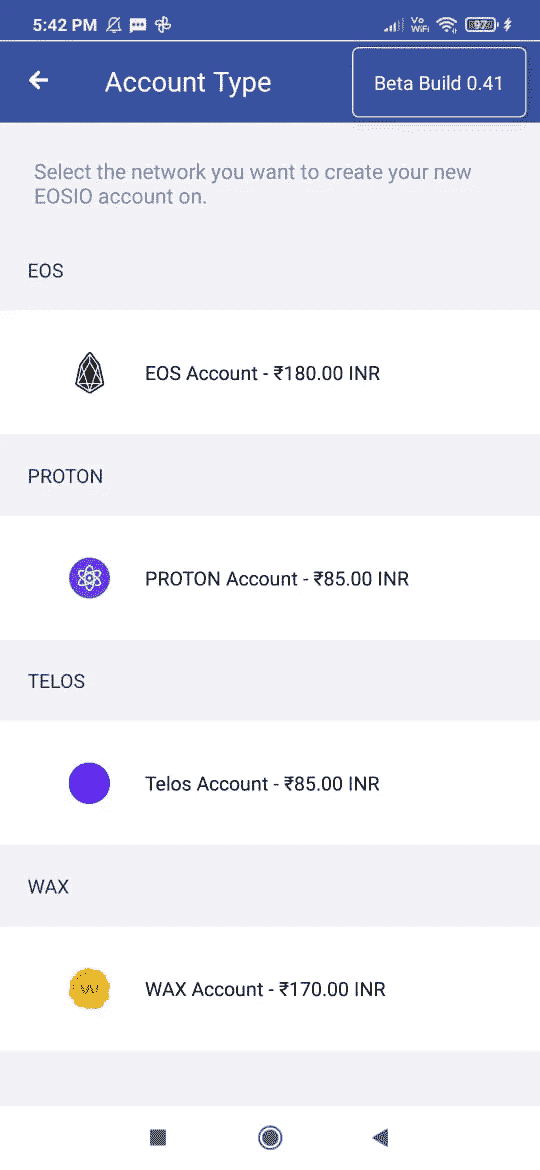 5:42 PM
Vo
WiFi
97
Account Type
Beta Build 0.41
Select the network you want to create your new
EOSIO account on.
EOS
EOS Account - ₹180.00 INR
PROTON
PROTON Account - ₹85.00 INR
TELOS
Telos Account - ₹85.00 INR
WAX
W
WAX Account - ₹170.00 INR